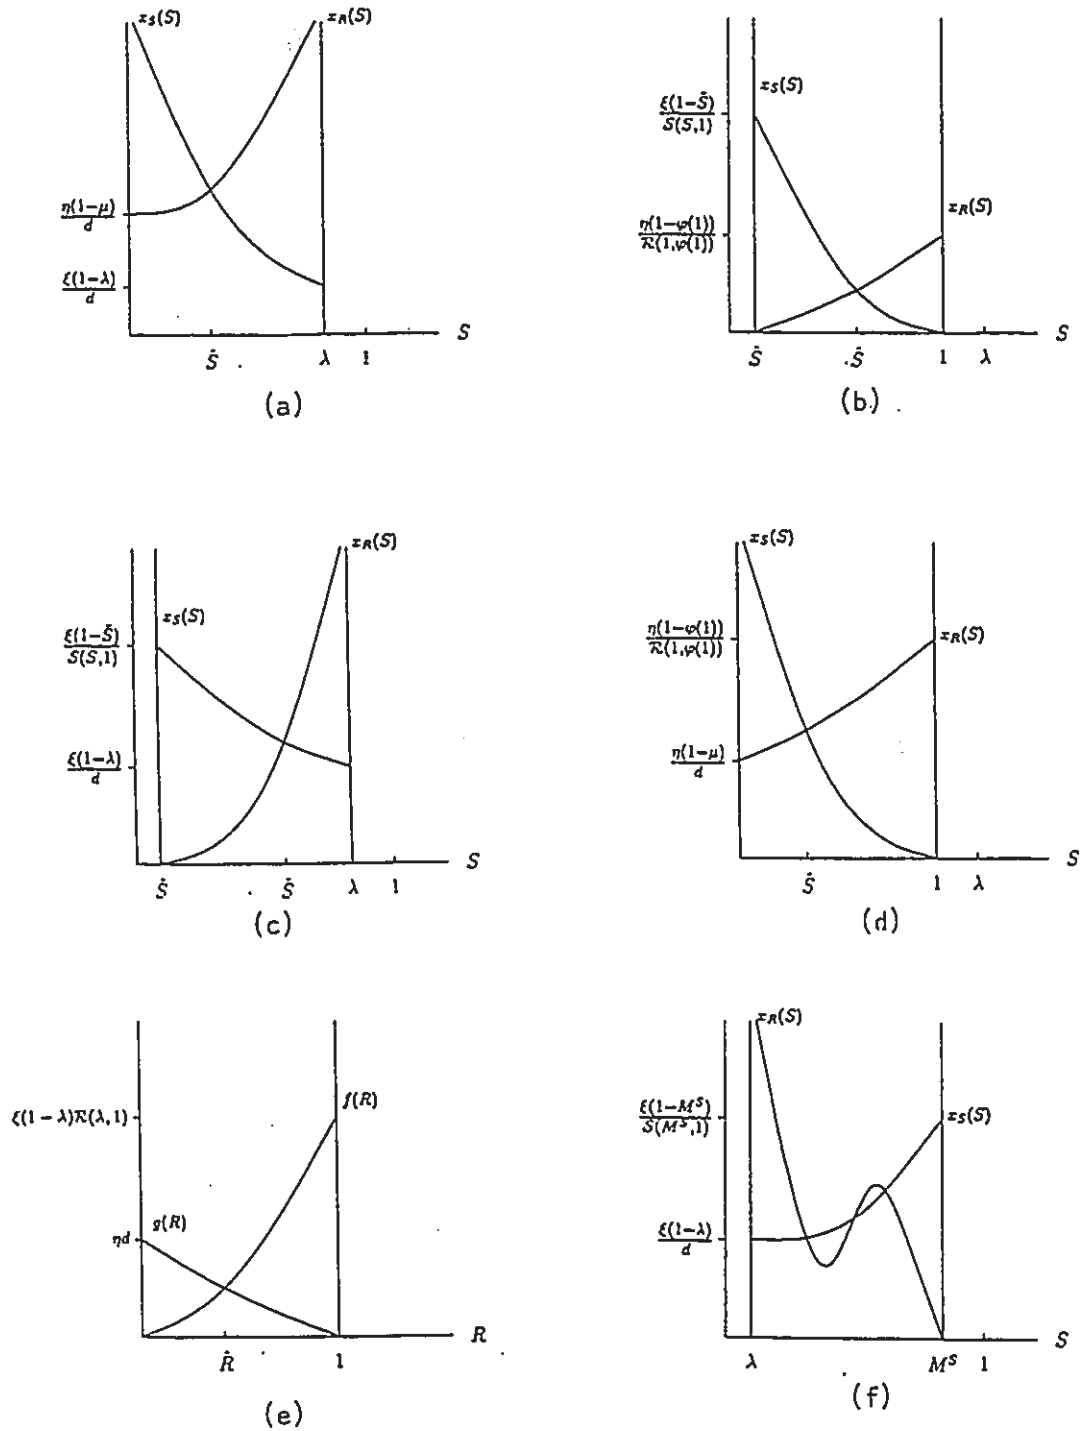 x_S(S)
x_R(S)
η(1−μ)
d
ξ(1−λ)
d
S̊
λ
1
S
(a)
x_S(S)
ξ(1−S̊)
S(S,1)
x_R(S)
η(1−φ(1))
R(1,φ(1))
S̊
Ŝ
1
λ
S
(b)
x_R(S)
x_S(S)
ξ(1−S̊)
S(S,1)
ξ(1−λ)
d
S̊
Ŝ
λ
1
S
(c)
x_S(S)
η(1−φ(1))
R(1,φ(1))
x_R(S)
η(1−μ)
d
S̊
1
λ
S
(d)
f(R)
ξ(1 − λ)R(λ,1)
g(R)
ηd
R̊
1
R
(e)
x_R(S)
ξ(1−M^S)
S(M^S,1)
x_S(S)
ξ(1−λ)
d
λ
M^S
1
S
(f)